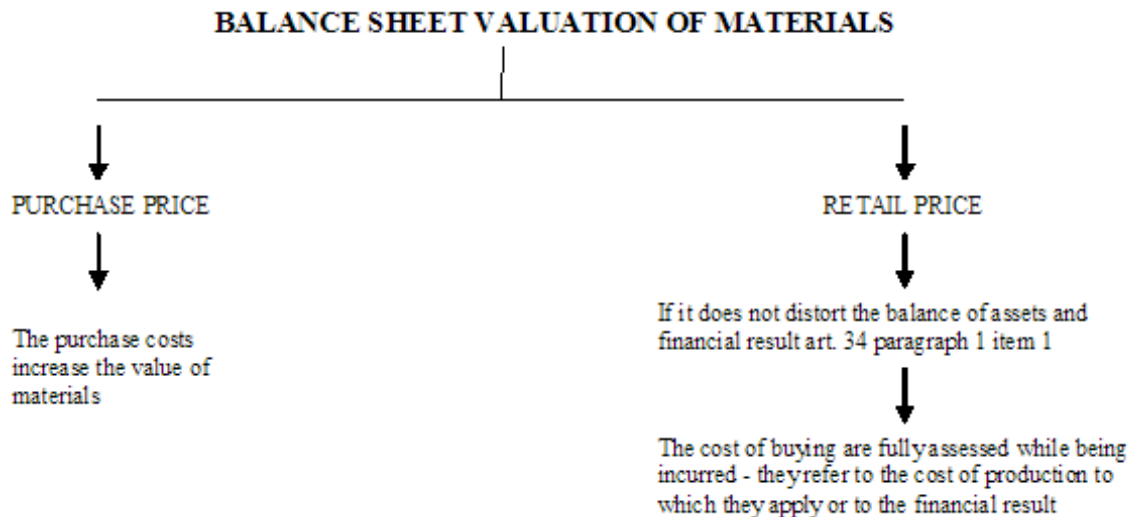 BALANCE SHEET VALUATION OF MATERIALS
PURCHASE PRICE
RETAIL PRICE
The purchase costs
increase the value of
materials
If it does not distort the balance of assets and
financial result art. 34 paragraph 1 item 1
The cost of buying are fully assessed while being
incurred - they refer to the cost of production to
which they apply or to the financial result